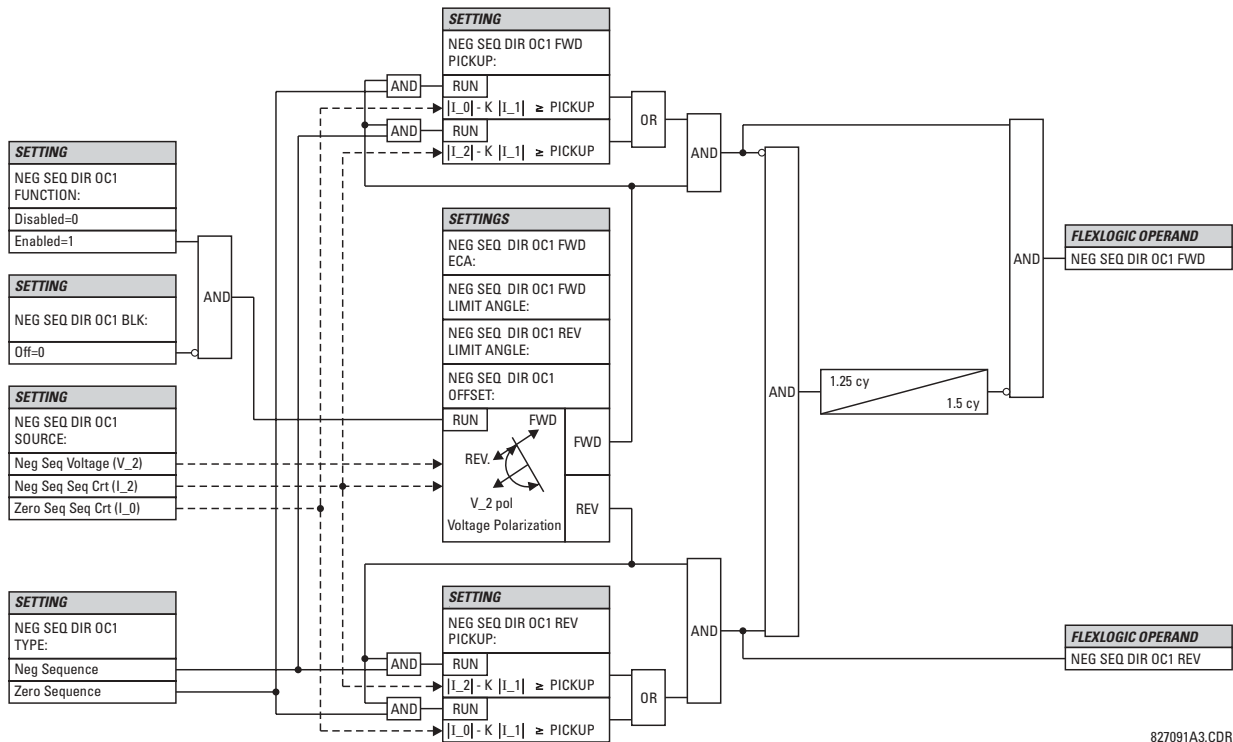 SETTING
NEG SEQ DIR OC1
FUNCTION:
Disabled=0
Enabled=1
SETTING
NEG SEQ DIR OC1 BLK:
Off=0
AND
SETTING
NEG SEQ DIR OC1
SOURCE:
Neg Seq Voltage (V_2)
Neg Seq Seq Crt (I_2)
Zero Seq Seq Crt (I_0)
SETTING
NEG SEQ DIR OC1
TYPE:
Neg Sequence
Zero Sequence
SETTING
NEG SEQ DIR OC1 FWD
PICKUP:
AND
RUN
|I_0| - K |I_1| ≥ PICKUP
AND
RUN
|I_2| - K |I_1| ≥ PICKUP
OR
AND
SETTINGS
NEG SEQ DIR OC1 FWD
ECA:
NEG SEQ DIR OC1 FWD
LIMIT ANGLE:
NEG SEQ DIR OC1 REV
LIMIT ANGLE:
NEG SEQ DIR OC1
OFFSET:
RUN
FWD
REV.
V_2 pol
Voltage Polarization
FWD
REV
SETTING
NEG SEQ DIR OC1 REV
PICKUP:
AND
RUN
|I_2| - K |I_1| ≥ PICKUP
AND
RUN
|I_0| - K |I_1| ≥ PICKUP
OR
AND
AND
1.25 cy
1.5 cy
AND
FLEXLOGIC OPERAND
NEG SEQ DIR OC1 FWD
FLEXLOGIC OPERAND
NEG SEQ DIR OC1 REV
827091A3.CDR